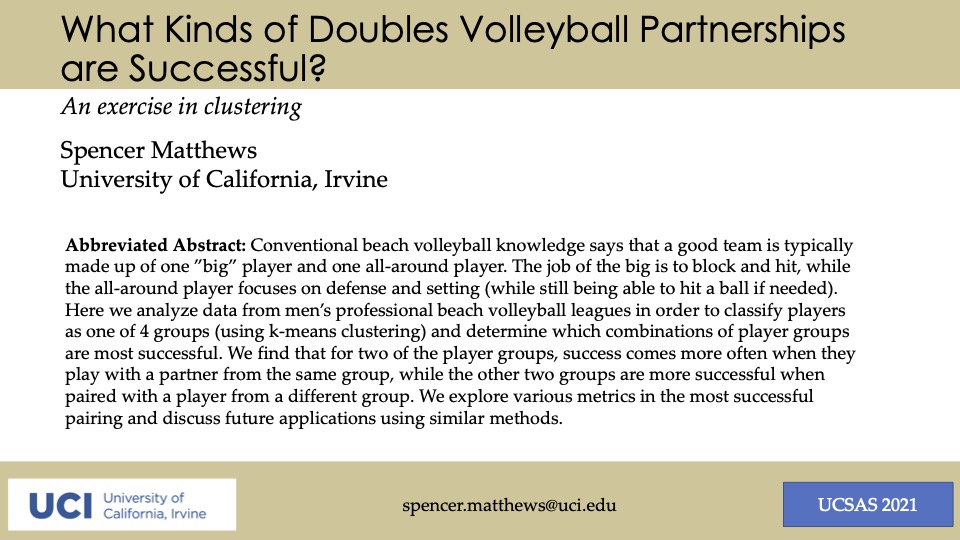 What Kinds of Doubles Volleyball Partnerships
are Successful?
An exercise in clustering
Spencer Matthews
University of California, Irvine
Abbreviated Abstract: Conventional beach volleyball knowledge says that a good team is typically
made up of one ”big” player and one all-around player. The job of the big is to block and hit, while
the all-around player focuses on defense and setting (while still being able to hit a ball if needed).
Here we analyze data from men’s professional beach volleyball leagues in order to classify players
as one of 4 groups (using k-means clustering) and determine which combinations of player groups
are most successful. We find that for two of the player groups, success comes more often when they
play with a partner from the same group, while the other two groups are more successful when
paired with a player from a different group. We explore various metrics in the most successful
pairing and discuss future applications using similar methods.
UCI University of
California, Irvine
spencer.matthews@uci.edu
UCSAS 2021